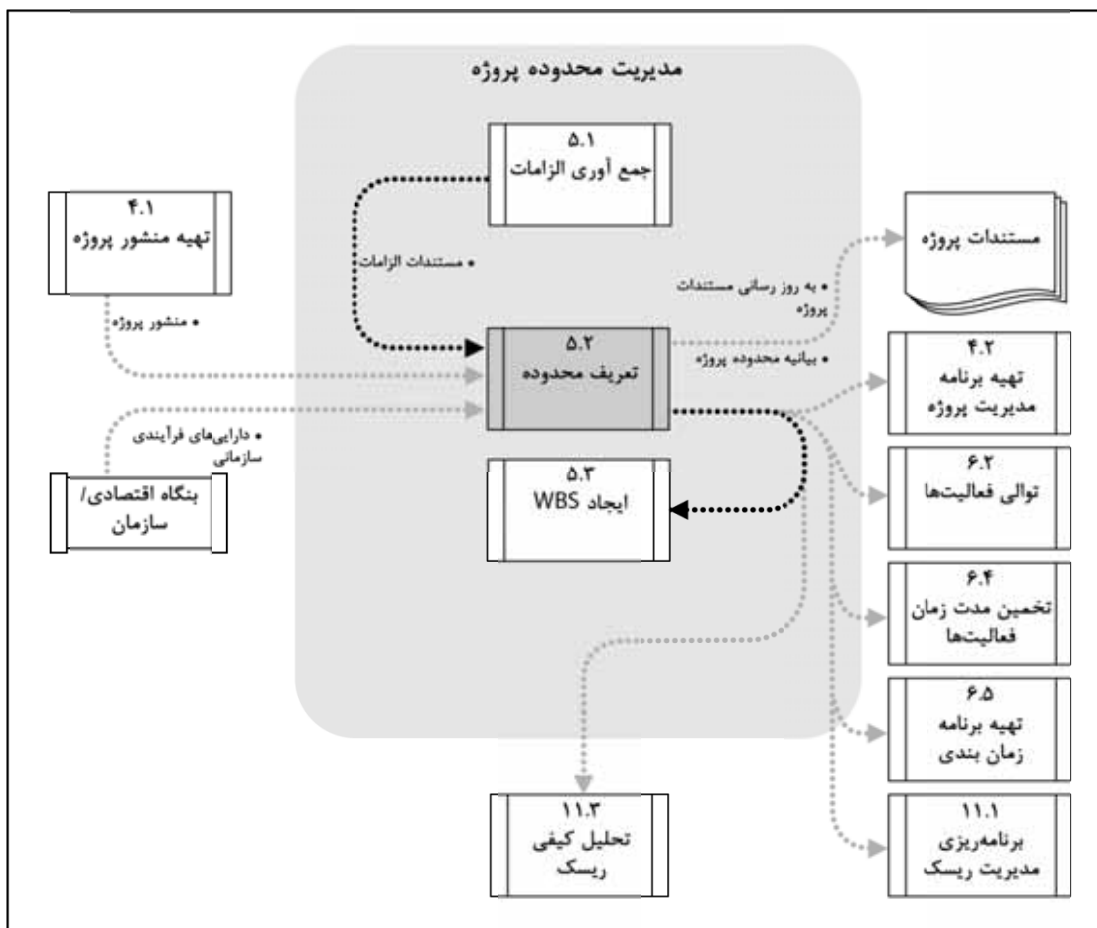 مدیریت محدوده پروژه
۵.۱
جمع آوری الزامات
۴.۱
تهیه منشور پروژه
• مستندات الزامات
• منشور پروژه
مستندات پروژه
• به روز رسانی مستندات
پروژه
• بیانیه محدوده پروژه
۵.۲
تعریف محدوده
۴.۲
تهیه برنامه
مدیریت پروژه
• دارایی‌های فرآیندی
سازمانی
بنگاه اقتصادی/
سازمان
۵.۳
ایجاد WBS
۶.۲
توالی فعالیت‌ها
۶.۴
تخمین مدت زمان
فعالیت‌ها
۶.۵
تهیه برنامه
زمان بندی
۱۱.۳
تحلیل کیفی
ریسک
۱۱.۱
برنامه‌ریزی
مدیریت ریسک